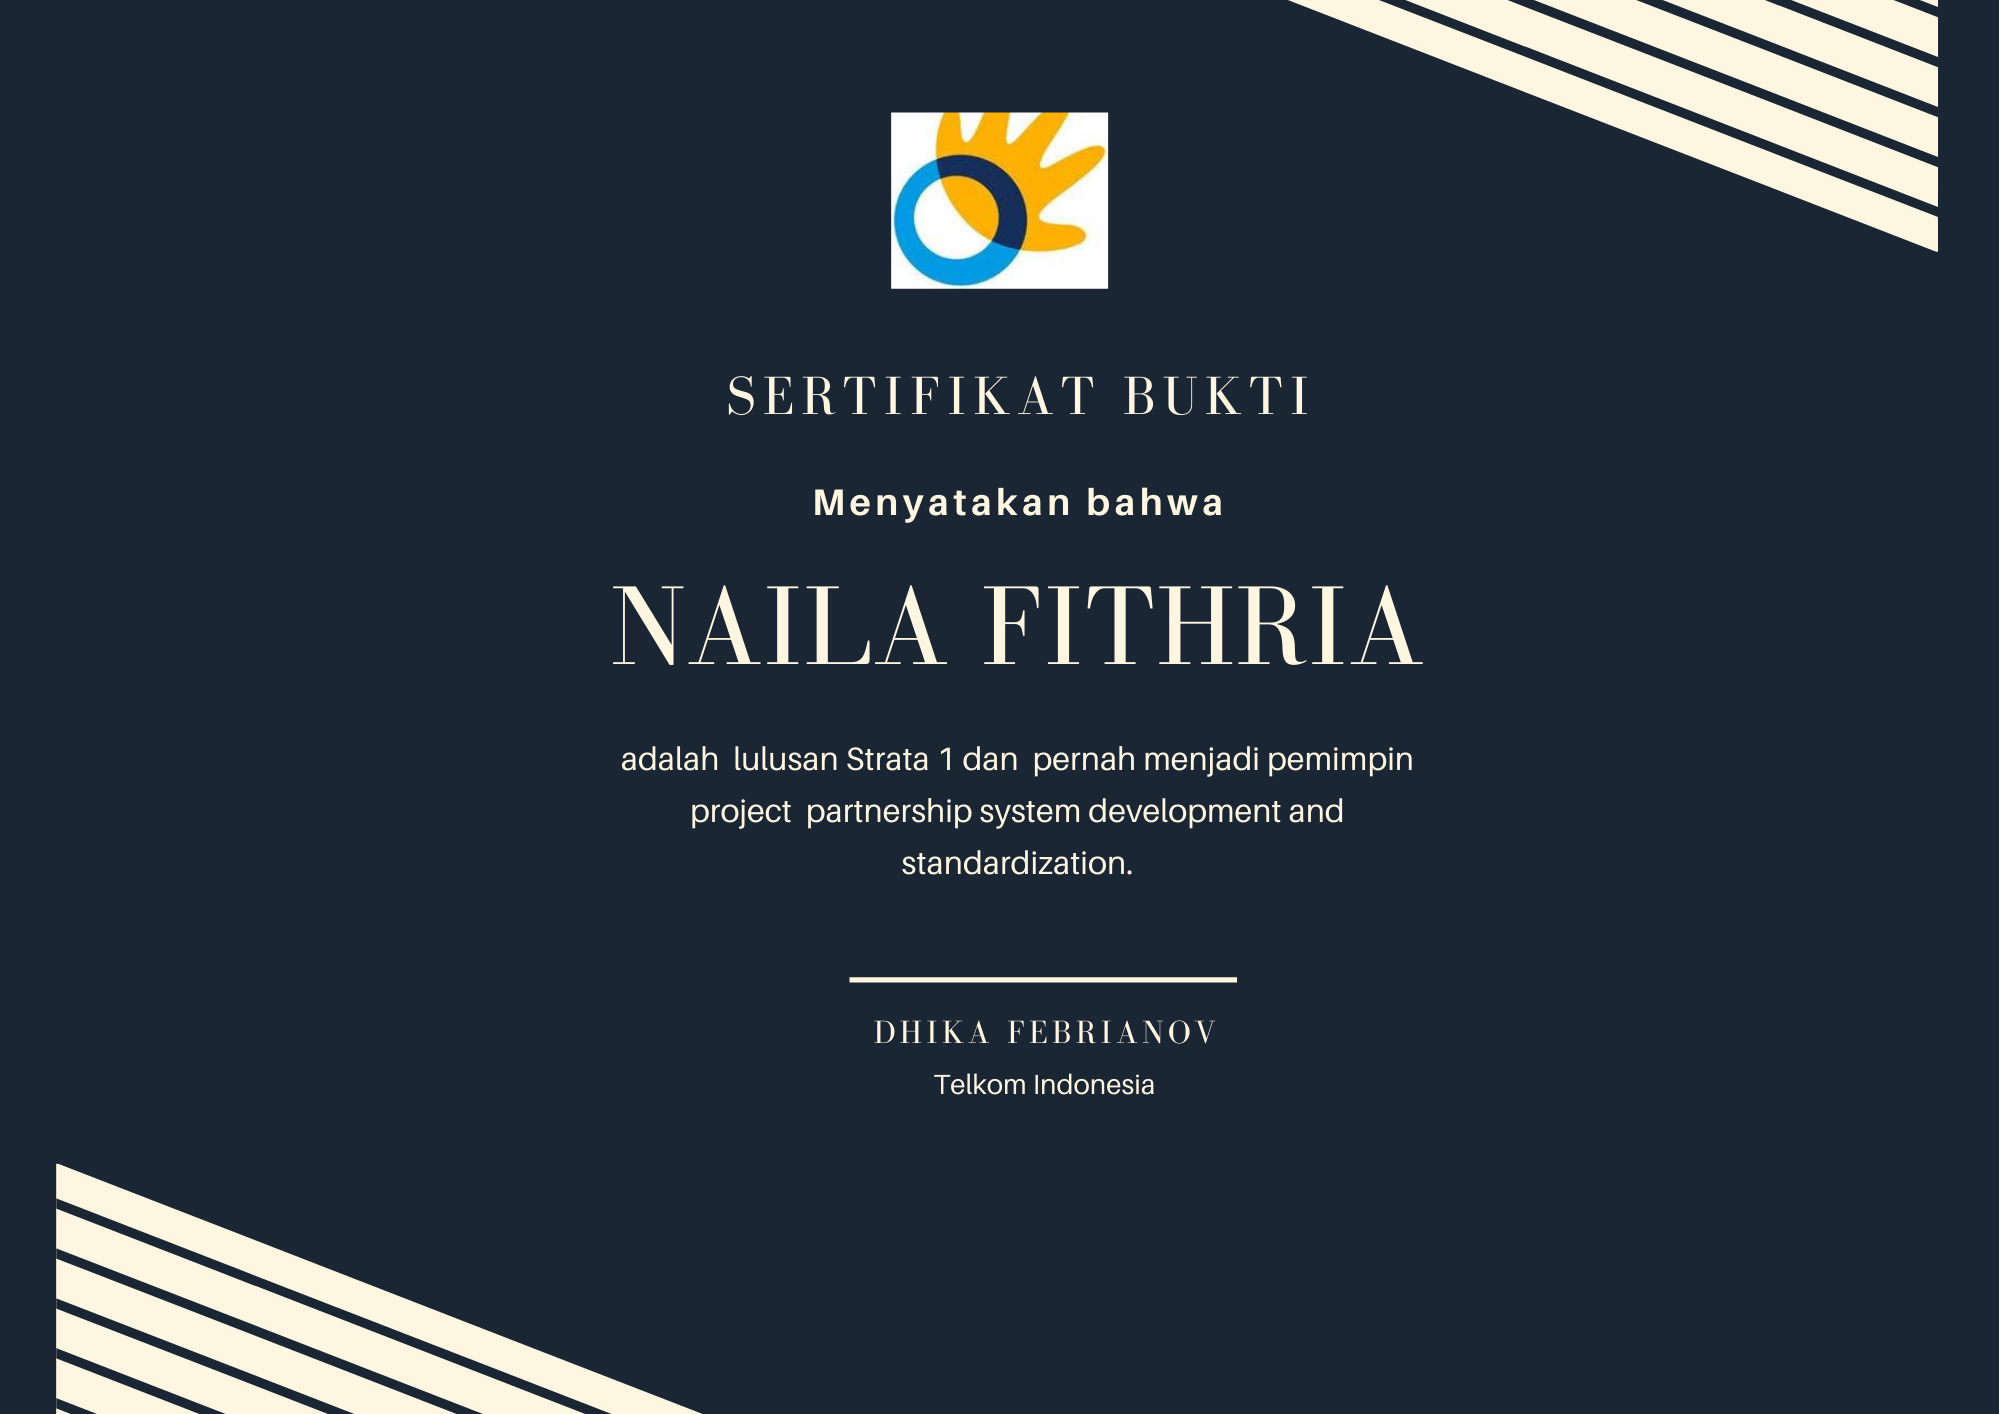 SERTIFIKAT BUKTI
Menyatakan bahwa
NAILA FITHRIA
adalah lulusan Strata 1 dan pernah menjadi pemimpin
project partnership system development and
standardization.
DHIKA FEBRIANOV
Telkom Indonesia